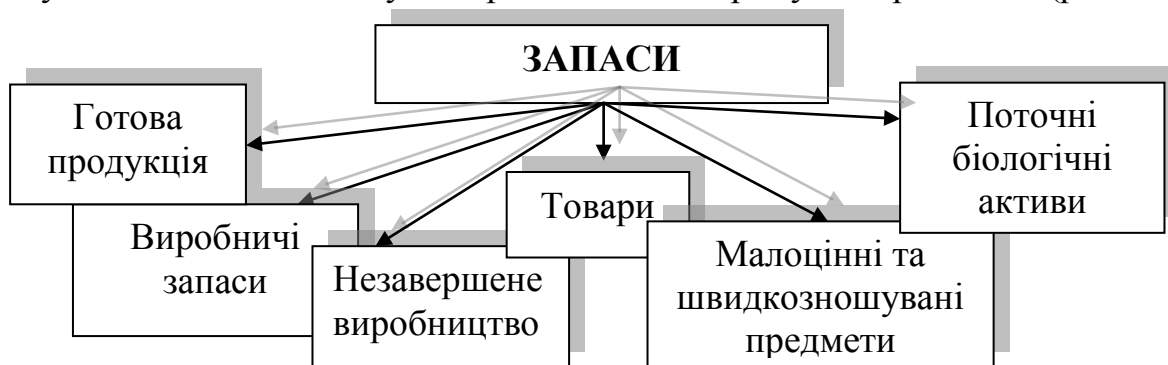 ЗАПАСИ
Готова
продукція
Виробничі
запаси
Незавершене
виробництво
Товари
Малоцінні та
швидкозношувані
предмети
Поточні
біологічні
активи